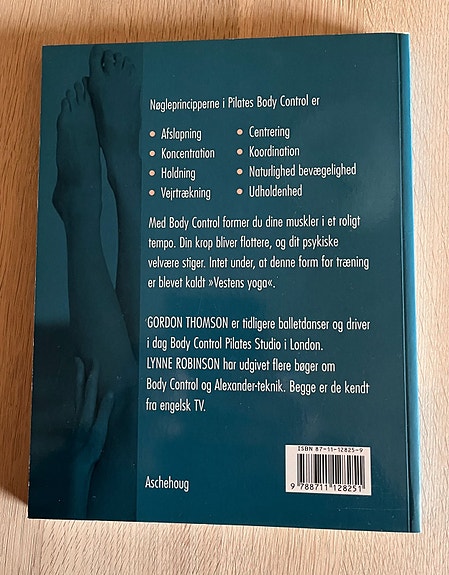 Nøgleprincipperne i Pilates Body Control er
• Afslapning
• Koncentration
• Holdning
• Vejrtrækning
• Centrering
• Koordination
• Naturlighed bevægelighed
• Udholdenhed
Med Body Control former du dine muskler i et roligt
tempo. Din krop bliver flottere, og dit psykiske
velvære stiger. Intet under, at denne form for træning
er blevet kaldt »Vestens yoga«.
GORDON THOMSON er tidligere balletdanser og driver
i dag Body Control Pilates Studio i London.
LYNNE ROBINSON har udgivet flere bøger om
Body Control og Alexander-teknik. Begge er de kendt
fra engelsk TV.
ISBN 87-11-12825-9
9 788711 128251
Aschehoug